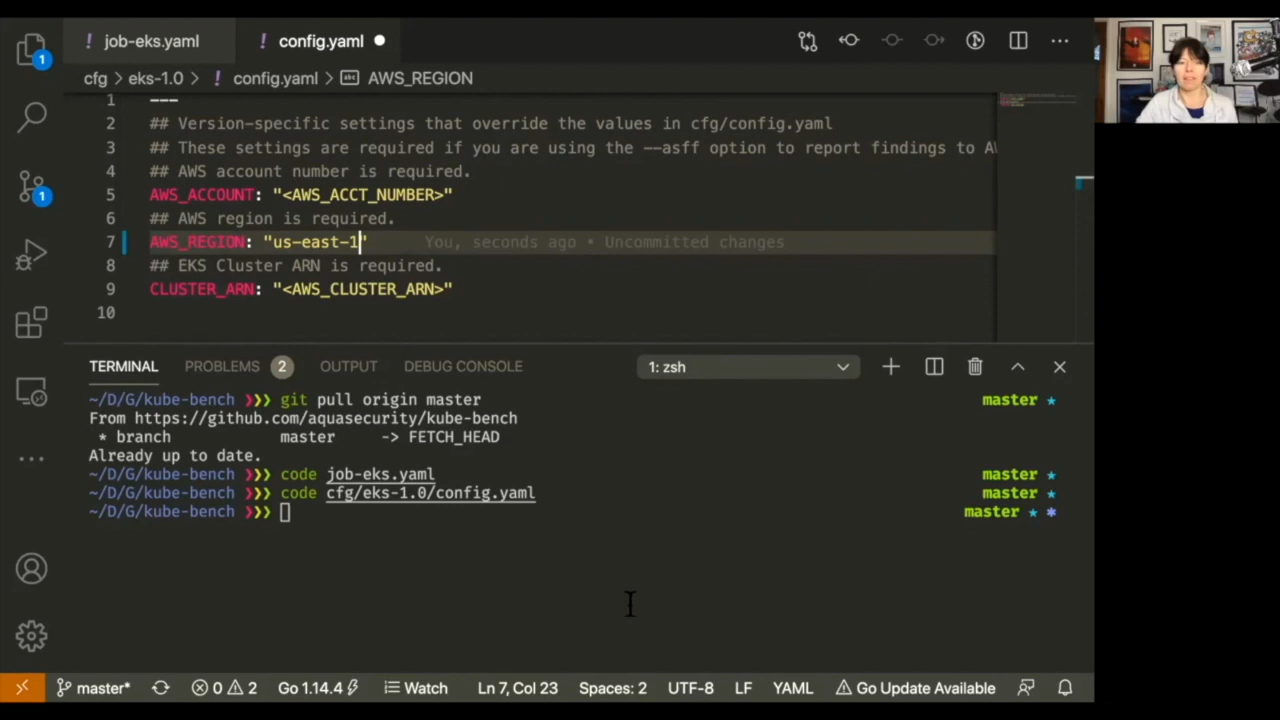 ! job-eks.yaml
! config.yaml
cfg > eks-1.0 > ! config.yaml > abc AWS_REGION
1 ---
2 ## Version-specific settings that override the values in cfg/config.yaml
3 ## These settings are required if you are using the --asff option to report findings to A
4 ## AWS account number is required.
5 AWS_ACCOUNT: "<AWS_ACCT_NUMBER>"
6 ## AWS region is required.
7 AWS_REGION: "us-east-1" You, seconds ago • Uncommitted changes
8 ## EKS Cluster ARN is required.
9 CLUSTER_ARN: "<AWS_CLUSTER_ARN>"
10
1
1
TERMINAL PROBLEMS 2 OUTPUT DEBUG CONSOLE 1: zsh
~/D/G/kube-bench ❯❯❯ git pull origin master master ★
From https://github.com/aquasecurity/kube-bench
* branch master -> FETCH_HEAD
Already up to date.
~/D/G/kube-bench ❯❯❯ code job-eks.yaml master ★
~/D/G/kube-bench ❯❯❯ code cfg/eks-1.0/config.yaml master ★
~/D/G/kube-bench ❯❯❯ master ★ ✱
master* 0 2 Go 1.14.4 Watch Ln 7, Col 23 Spaces: 2 UTF-8 LF YAML Go Update Available